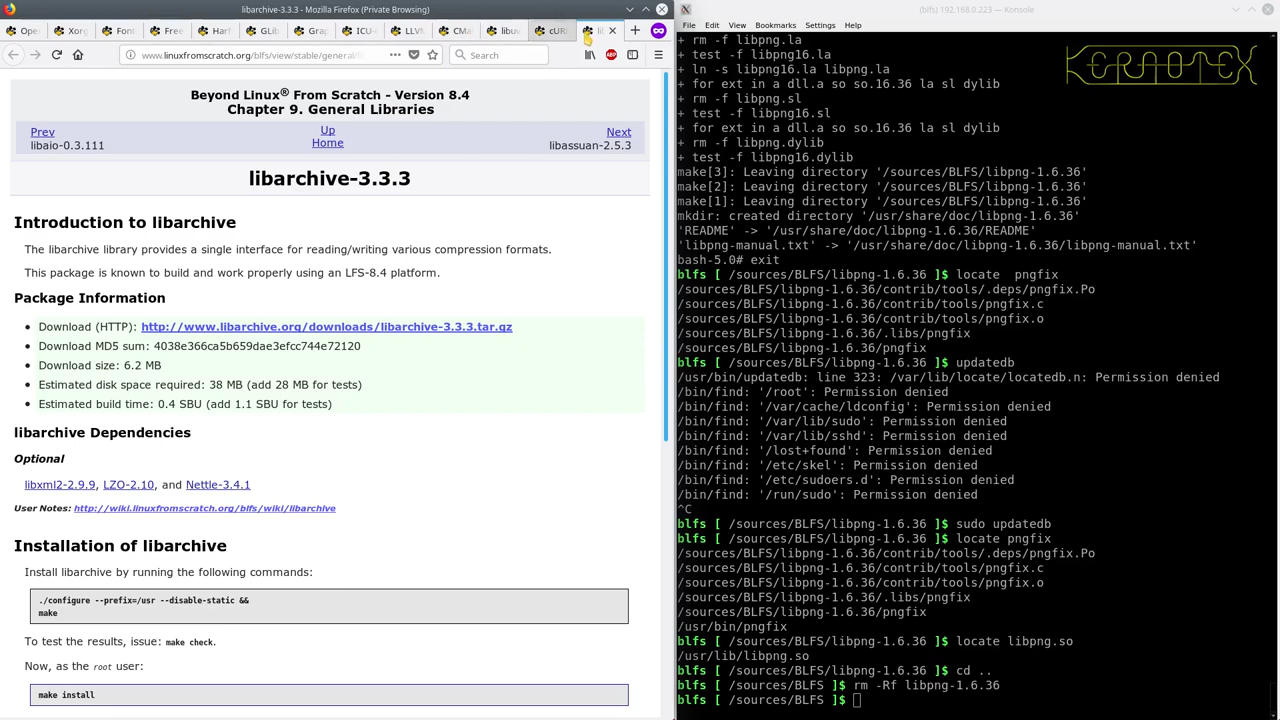 libarchive-3.3.3 - Mozilla Firefox (Private Browsing)
Open
Xorg
Pang
Free
Harf
GLib
Grap
ICU-
LLVM
CMa
libuv
cURL
www.linuxfromscratch.org/blfs/view/stable/general/li
Search
Beyond Linux® From Scratch - Version 8.4
Chapter 9. General Libraries
Prev
Up
Next
libaio-0.3.111
Home
libassuan-2.5.3
libarchive-3.3.3
Introduction to libarchive
The libarchive library provides a single interface for reading/writing various compression formats.
This package is known to build and work properly using an LFS-8.4 platform.
Package Information
• Download (HTTP): http://www.libarchive.org/downloads/libarchive-3.3.3.tar.gz
• Download MD5 sum: 4038e366ca5b659dae3efcc744e72120
• Download size: 6.2 MB
• Estimated disk space required: 38 MB (add 28 MB for tests)
• Estimated build time: 0.4 SBU (add 1.1 SBU for tests)
libarchive Dependencies
Optional
libxml2-2.9.9, LZO-2.10, and Nettle-3.4.1
User Notes: http://wiki.linuxfromscratch.org/blfs/wiki/libarchive
Installation of libarchive
Install libarchive by running the following commands:
./configure --prefix=/usr --disable-static &&
make
To test the results, issue: make check.
Now, as the root user:
make install
(blfs) 192.168.0.223 — Konsole
File Edit View Bookmarks Settings Help
KERAOTEX
+ rm -f libpng.la
+ test -f libpng16.la
+ ln -s libpng16.la libpng.la
+ for ext in a dll.a so so.16.36 la sl dylib
+ rm -f libpng.sl
+ test -f libpng16.sl
+ for ext in a dll.a so so.16.36 la sl dylib
+ rm -f libpng.dylib
+ test -f libpng16.dylib
make[3]: Leaving directory '/sources/BLFS/libpng-1.6.36'
make[2]: Leaving directory '/sources/BLFS/libpng-1.6.36'
make[1]: Leaving directory '/sources/BLFS/libpng-1.6.36'
mkdir: created directory '/usr/share/doc/libpng-1.6.36'
'README' -> '/usr/share/doc/libpng-1.6.36/README'
'libpng-manual.txt' -> '/usr/share/doc/libpng-1.6.36/libpng-manual.txt'
bash-5.0# exit
blfs [ /sources/BLFS/libpng-1.6.36 ]$ locate  pngfix
/sources/BLFS/libpng-1.6.36/contrib/tools/.deps/pngfix.Po
/sources/BLFS/libpng-1.6.36/contrib/tools/pngfix.c
/sources/BLFS/libpng-1.6.36/contrib/tools/pngfix.o
/sources/BLFS/libpng-1.6.36/.libs/pngfix
/sources/BLFS/libpng-1.6.36/pngfix
blfs [ /sources/BLFS/libpng-1.6.36 ]$ updatedb
/usr/bin/updatedb: line 323: /var/lib/locate/locatedb.n: Permission denied
/bin/find: '/root': Permission denied
/bin/find: '/var/cache/ldconfig': Permission denied
/bin/find: '/var/lib/sudo': Permission denied
/bin/find: '/var/lib/sshd': Permission denied
/bin/find: '/lost+found': Permission denied
/bin/find: '/etc/skel': Permission denied
/bin/find: '/etc/sudoers.d': Permission denied
/bin/find: '/run/sudo': Permission denied
^C
blfs [ /sources/BLFS/libpng-1.6.36 ]$ sudo updatedb
blfs [ /sources/BLFS/libpng-1.6.36 ]$ locate pngfix
/sources/BLFS/libpng-1.6.36/contrib/tools/.deps/pngfix.Po
/sources/BLFS/libpng-1.6.36/contrib/tools/pngfix.c
/sources/BLFS/libpng-1.6.36/contrib/tools/pngfix.o
/sources/BLFS/libpng-1.6.36/.libs/pngfix
/sources/BLFS/libpng-1.6.36/pngfix
/usr/bin/pngfix
blfs [ /sources/BLFS/libpng-1.6.36 ]$ locate libpng.so
/usr/lib/libpng.so
blfs [ /sources/BLFS/libpng-1.6.36 ]$ cd ..
blfs [ /sources/BLFS ]$ rm -Rf libpng-1.6.36
blfs [ /sources/BLFS ]$